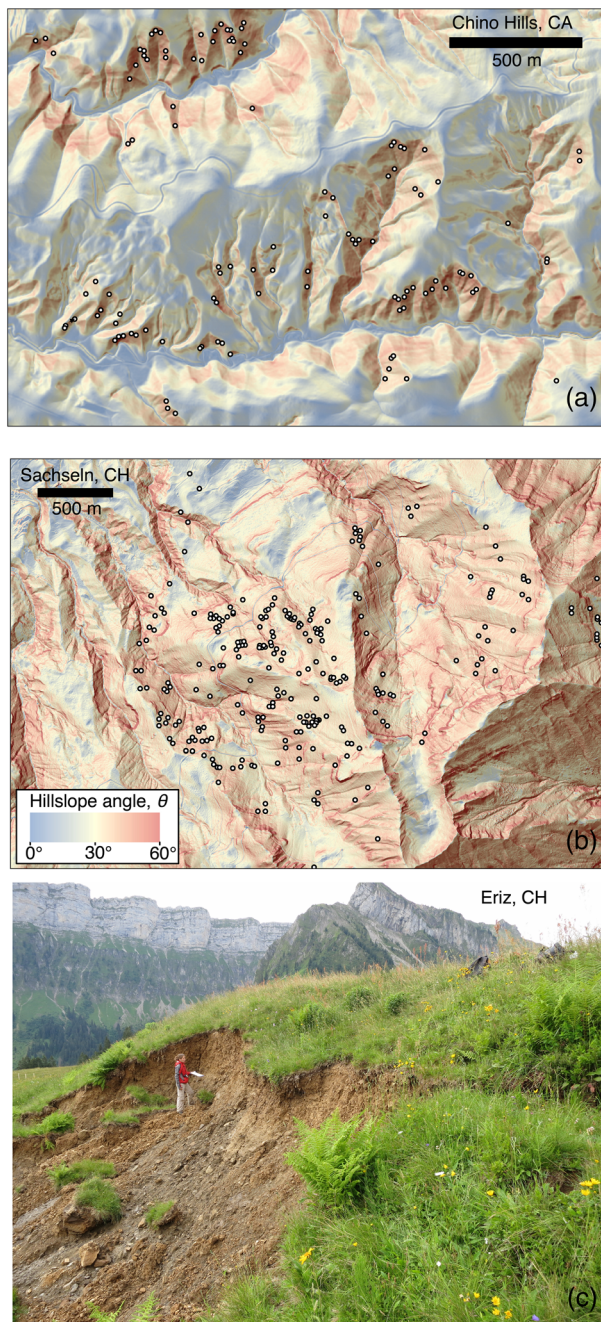 Chino Hills, CA
500 m
(a)
Sachseln, CH
500 m
Hillslope angle, θ
0° 30° 60°
(b)
Eriz, CH
(c)